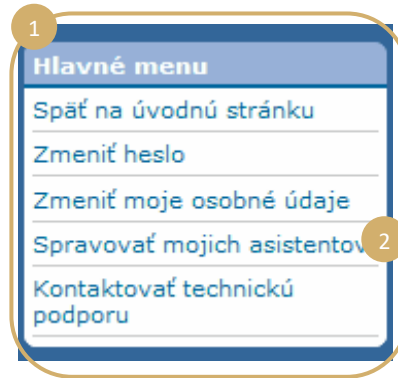 1
Hlavné menu
Späť na úvodnú stránku
Zmeniť heslo
Zmeniť moje osobné údaje
Spravovať mojich asistentov
2
Kontaktovať technickú
podporu